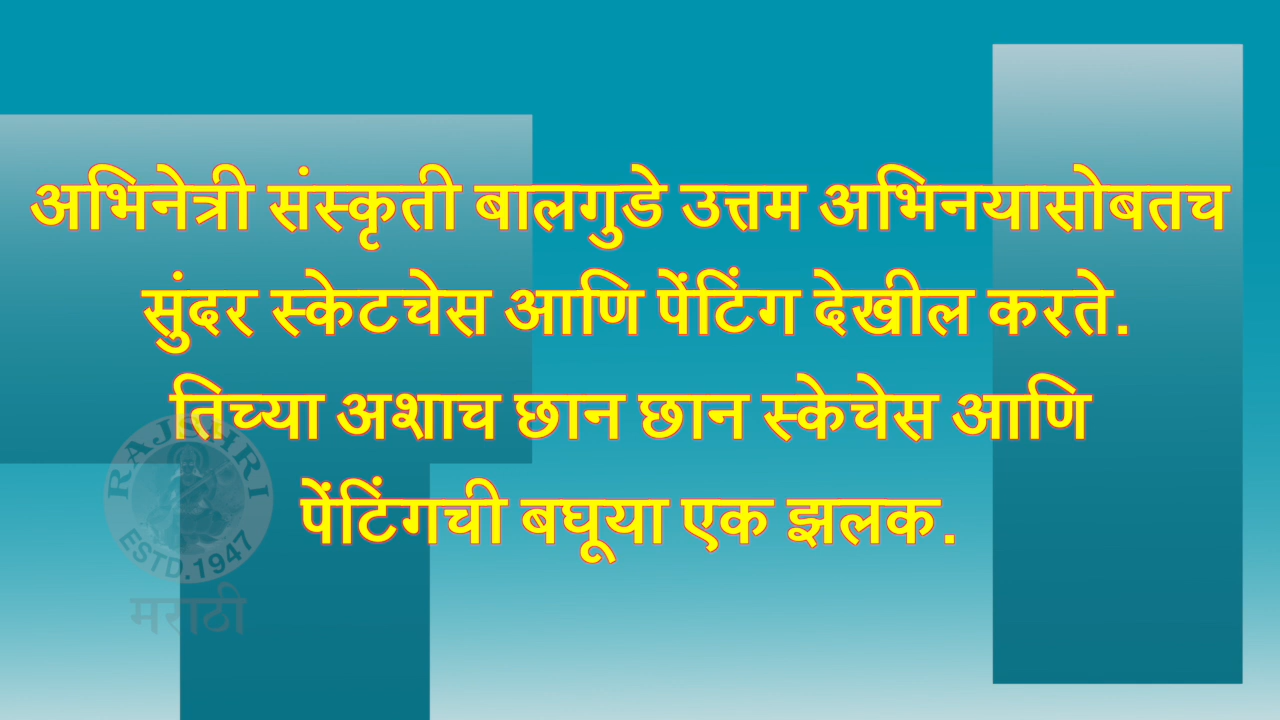 अभिनेत्री संस्कृती बालगुडे उत्तम अभिनयासोबतच
सुंदर स्केटचेस आणि पेंटिंग देखील करते.
तिच्या अशाच छान छान स्केचेस आणि
पेंटिंगची बघूया एक झलक.
RAJSHRI
ESTD.1947
मराठी